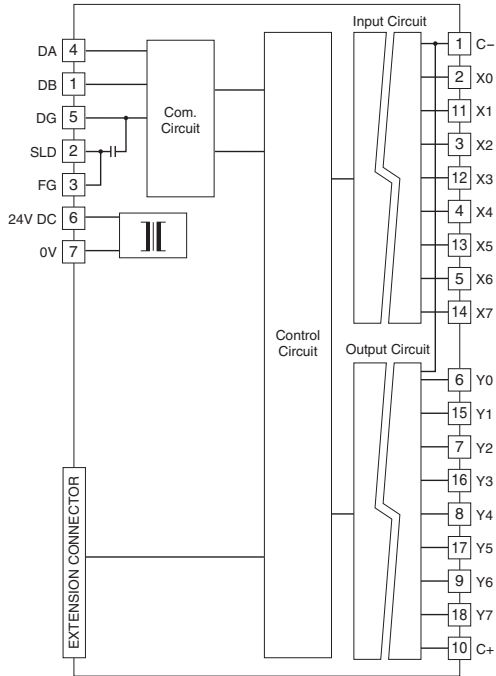 Input Circuit
DA 4
DB 1
DG 5
SLD 2
FG 3
24V DC 6
0V 7
Com.
Circuit
Control
Circuit
EXTENSION CONNECTOR
1 C−
2 X0
11 X1
3 X2
12 X3
4 X4
13 X5
5 X6
14 X7
Output Circuit
6 Y0
15 Y1
7 Y2
16 Y3
8 Y4
17 Y5
9 Y6
18 Y7
10 C+